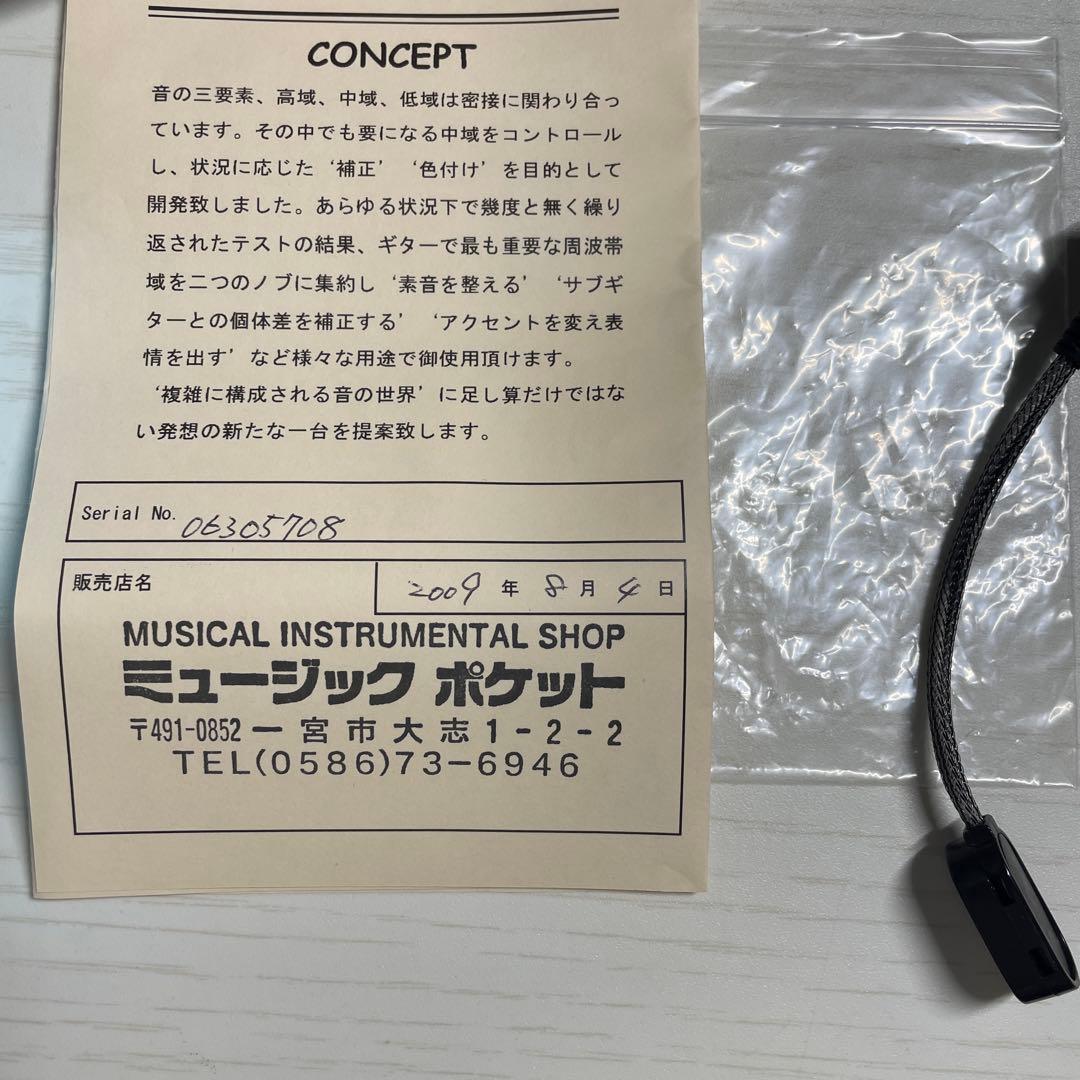 CONCEPT
音の三要素、高域、中域、低域は密接に関わり合っ
ています。その中でも要になる中域をコントロール
し、状況に応じた‘補正’ ‘色付け’を目的として
開発致しました。あらゆる状況下で幾度と無く繰り
返されたテストの結果、ギターで最も重要な周波帯
域を二つのノブに集約し‘素音を整える’ ‘サブギ
ターとの個体差を補正する’ ‘アクセントを変え表
情を出す’など様々な用途で御使用頂けます。
‘複雑に構成される音の世界’に足し算だけではな
い発想の新たな一台を提案致します。
Serial No. 06305708
販売店名
2009 年 8 月 4 日
MUSICAL INSTRUMENTAL SHOP
ミュージック ポケット
〒491-0852 一宮市大志1-2-2
TEL(0586)73-6946